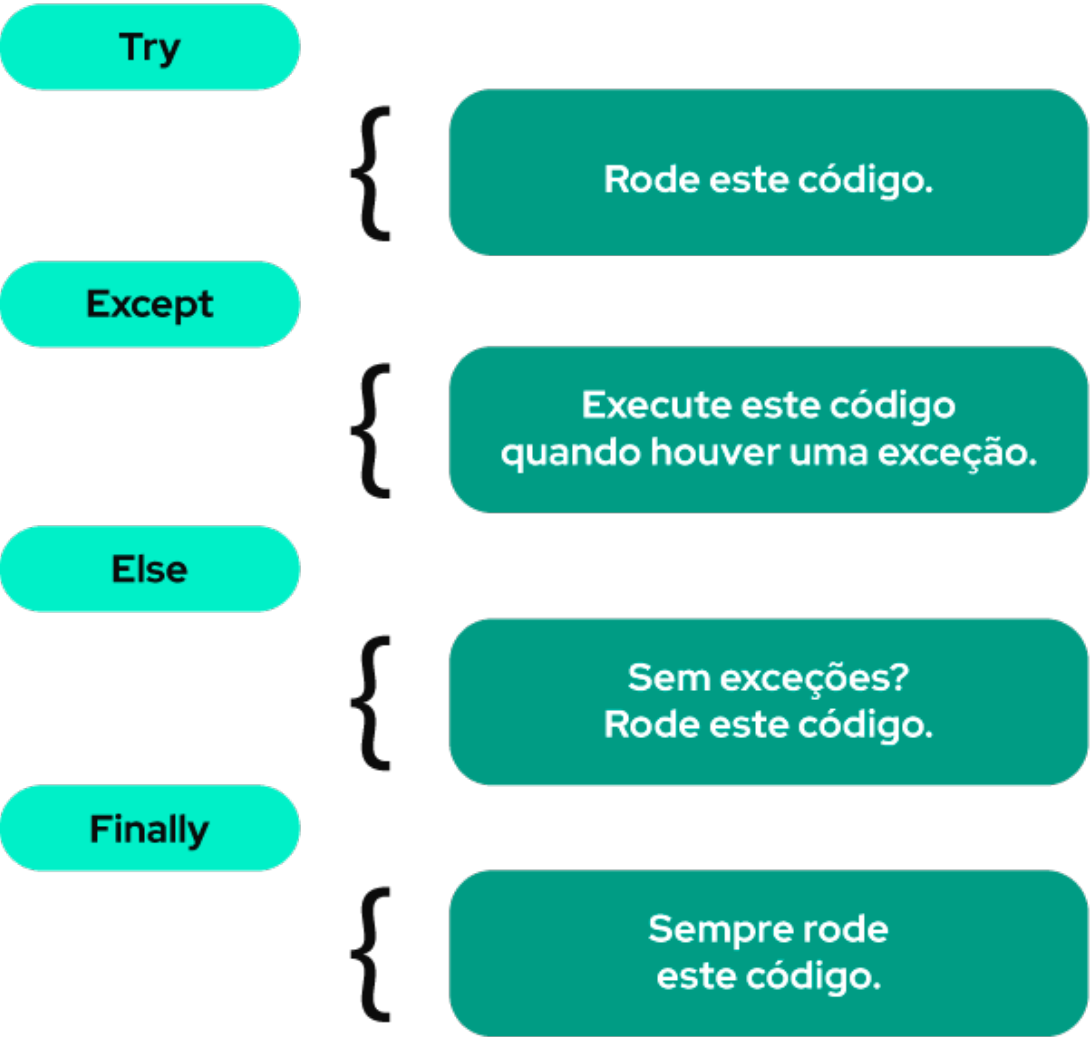 Try
Rode este código.
Except
Execute este código
quando houver uma exceção.
Else
Sem exceções?
Rode este código.
Finally
Sempre rode
este código.